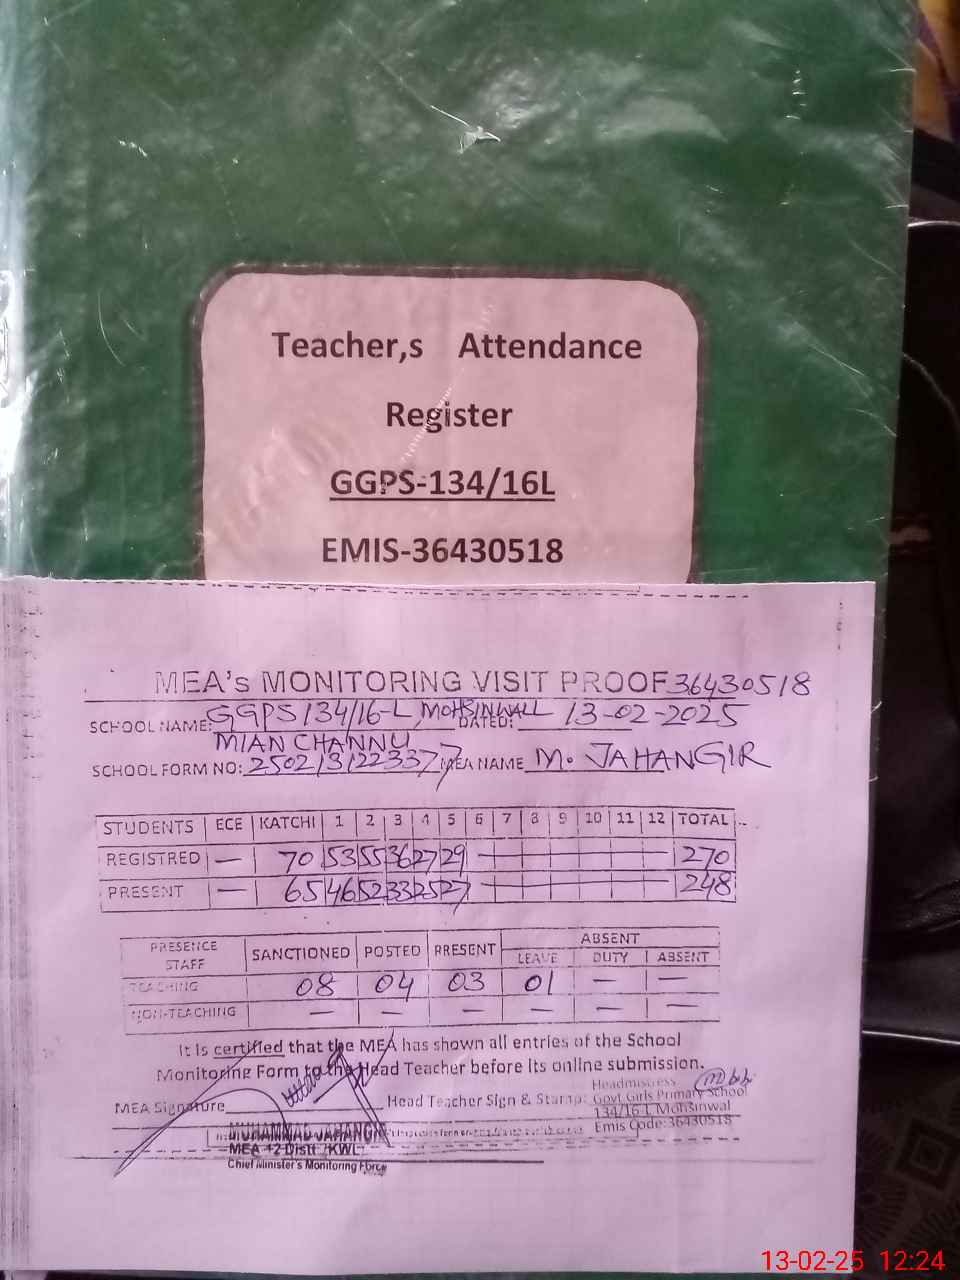 Teacher,s Attendance
Register
GGPS-134/16L
EMIS-36430518
MEA's MONITORING VISIT PROOF 36430518
SCHOOL NAME: GGPS 134/16-L, MOHSINWALL DATED: 13-02-2025
MIAN CHANNU
SCHOOL FORM NO: 2502131223377 MEA NAME M. JAHANGIR
STUDENTS ECE KATCHI 1 2 3 4 5 6 7 8 9 10 11 12 TOTAL
REGISTRED — 70 53 55 36 27 29 — 270
PRESENT — 65 46 52 33 25 27 — 248
PRESENCE STAFF SANCTIONED POSTED PRESENT ABSENT
LEAVE DUTY ABSENT
TEACHING 08 04 03 01 — —
NON-TEACHING — — — — — —
It is certified that the MEA has shown all entries of the School
Monitoring Form to the Head Teacher before its online submission.
MEA Signature Head Teacher Sign & Stamp:
Headmistress
Govt Girls Primary School
134/16-L Mohsinwal
Emis Code:36430518
MUHAMMAD JAHANGIR
MEA 12 Distt KWL
Chief Minister's Monitoring Force
13-02-25 12:24